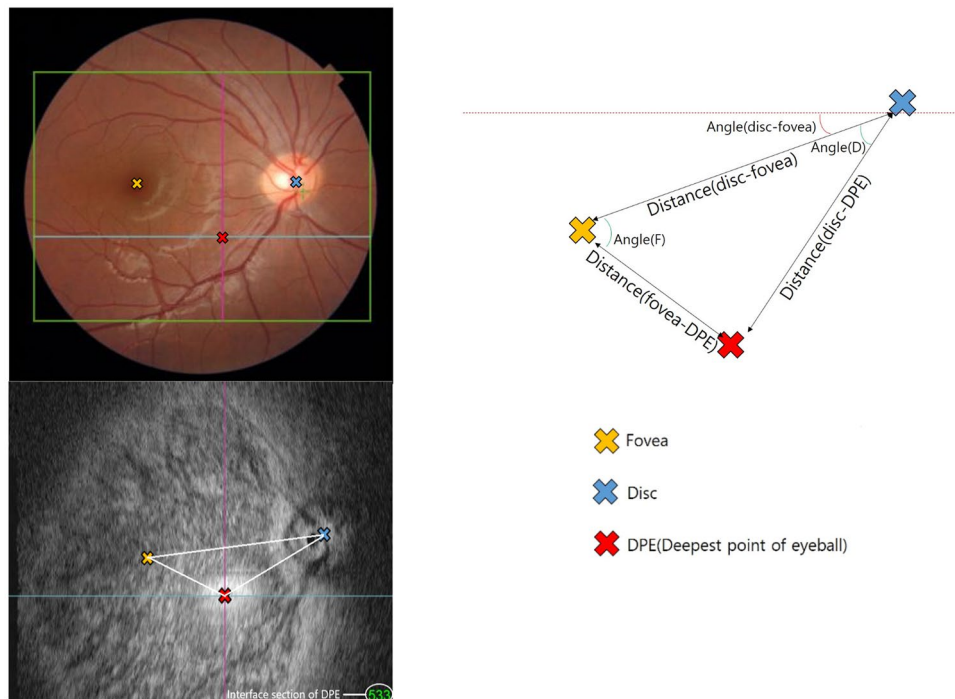 Angle(disc-fovea)
Angle(D)
Distance(disc-fovea)
Distance(disc-DPE)
Angle(F)
Distance(fovea-DPE)
Fovea
Disc
DPE(Deepest point of eyeball)
Interface section of DPE
533